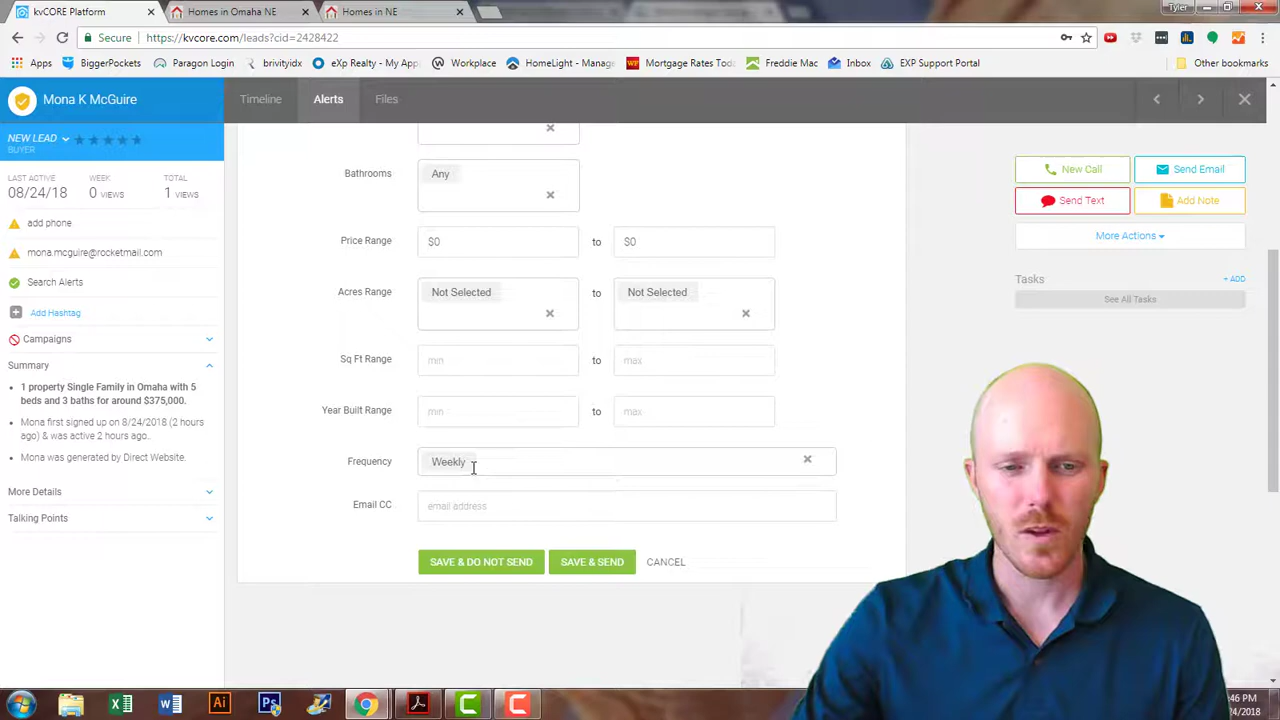 kvCORE Platform
Homes in Omaha NE
Homes in NE
Tyler
Secure
https://kvcore.com/leads?cid=2428422
Apps
BiggerPockets
Paragon Login
brivityidx
eXp Realty - My App
Workplace
HomeLight - Manage
Mortgage Rates Toda
Freddie Mac
Inbox
EXP Support Portal
Other bookmarks
Mona K McGuire
Timeline
Alerts
Files
NEW LEAD
BUYER
LAST ACTIVE
08/24/18
WEEK
0 VIEWS
TOTAL
1 VIEWS
add phone
mona.mcguire@rocketmail.com
Search Alerts
Add Hashtag
Campaigns
Summary
1 property Single Family in Omaha with 5
beds and 3 baths for around $375,000.
Mona first signed up on 8/24/2018 (2 hours
ago) & was active 2 hours ago..
Mona was generated by Direct Website.
More Details
Talking Points
Bathrooms
Any
Price Range
$0
to
$0
Acres Range
Not Selected
to
Not Selected
Sq Ft Range
min
to
max
Year Built Range
min
to
max
Frequency
Weekly
Email CC
email address
SAVE & DO NOT SEND
SAVE & SEND
CANCEL
New Call
Send Email
Send Text
Add Note
More Actions
Tasks
+ ADD
See All Tasks
:46 PM
/24/2018